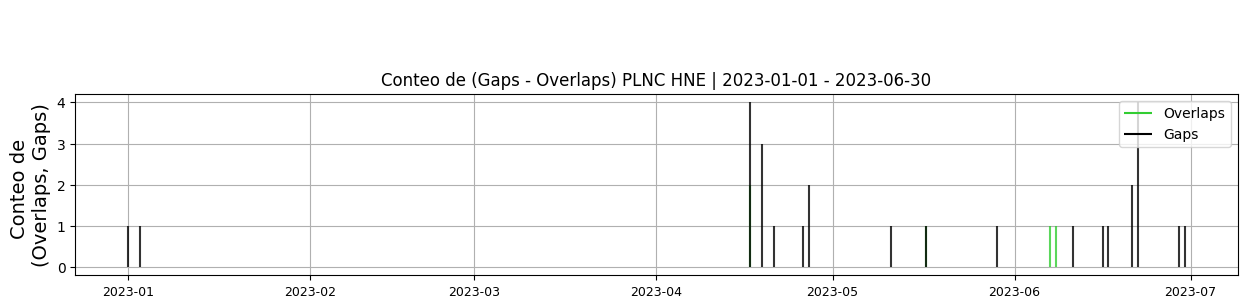 Conteo de (Gaps - Overlaps) PLNC HNE | 2023-01-01 - 2023-06-30
Conteo de
(Overlaps, Gaps)
4
3
2
1
0
Overlaps
Gaps
2023-01
2023-02
2023-03
2023-04
2023-05
2023-06
2023-07